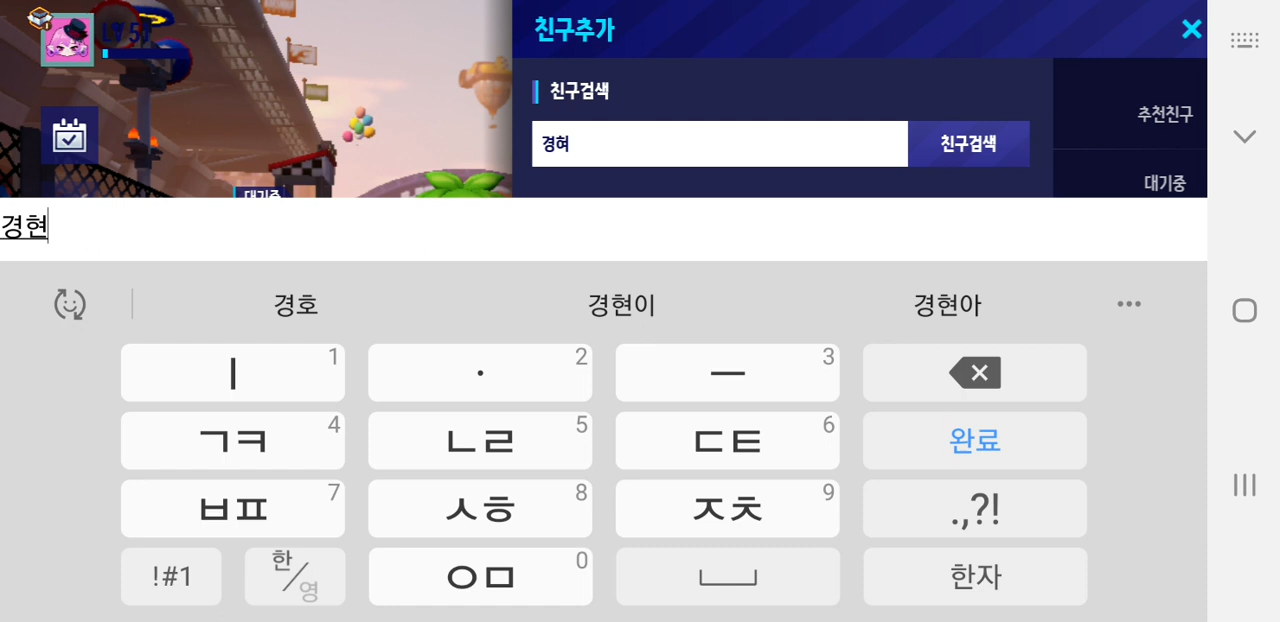 친구추가
친구검색
경혀
친구검색
추천친구
대기중
대기중
경현
경호
경현이
경현아
ㅣ 1
· 2
ㅡ 3
ㄱㅋ 4
ㄴㄹ 5
ㄷㅌ 6
완료
ㅂㅍ 7
ㅅㅎ 8
ㅈㅊ 9
.,?!
!#1
한/영
ㅇㅁ 0
한자